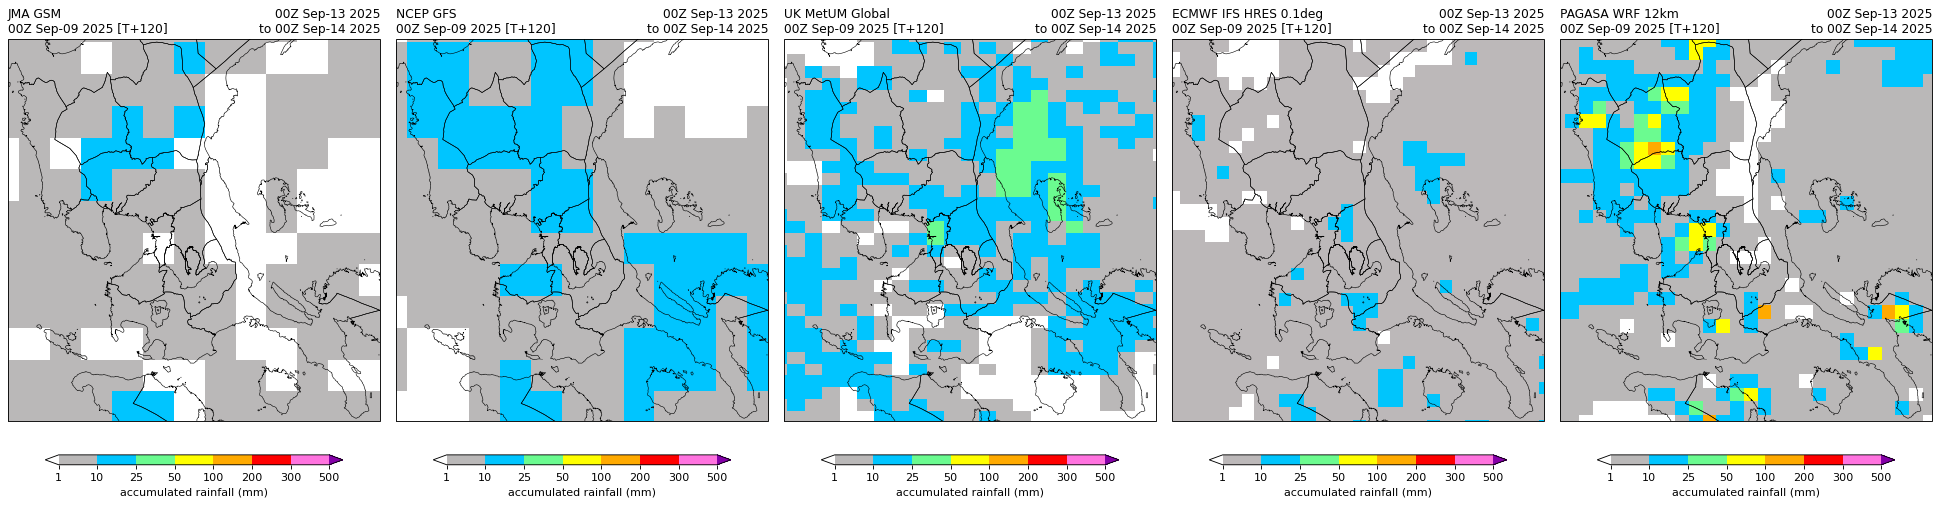 JMA GSM 00Z Sep-13 2025
00Z Sep-09 2025 [T+120] to 00Z Sep-14 2025
NCEP GFS 00Z Sep-13 2025
00Z Sep-09 2025 [T+120] to 00Z Sep-14 2025
UK MetUM Global 00Z Sep-13 2025
00Z Sep-09 2025 [T+120] to 00Z Sep-14 2025
ECMWF IFS HRES 0.1deg 00Z Sep-13 2025
00Z Sep-09 2025 [T+120] to 00Z Sep-14 2025
PAGASA WRF 12km 00Z Sep-13 2025
00Z Sep-09 2025 [T+120] to 00Z Sep-14 2025
1 10 25 50 100 200 300 500
accumulated rainfall (mm)
1 10 25 50 100 200 300 500
accumulated rainfall (mm)
1 10 25 50 100 200 300 500
accumulated rainfall (mm)
1 10 25 50 100 200 300 500
accumulated rainfall (mm)
1 10 25 50 100 200 300 500
accumulated rainfall (mm)